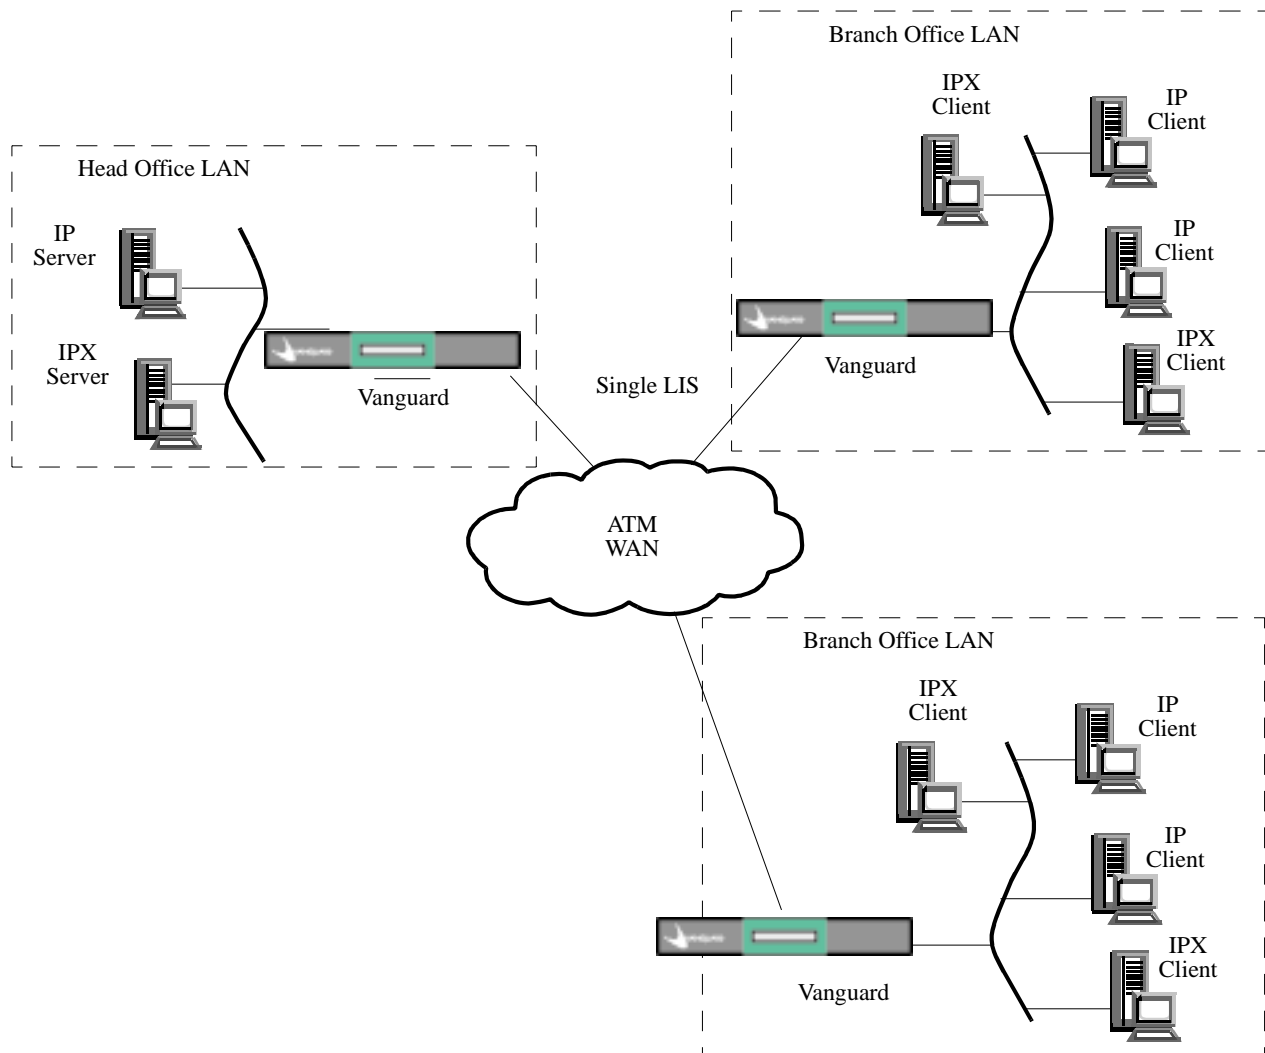 Branch Office LAN
IPX
Client
IP
Client
Head Office LAN
IP
Server
IP
Client
IPX
Server
Vanguard
Single LIS
Vanguard
IPX
Client
ATM
WAN
Branch Office LAN
IPX
Client
IP
Client
IP
Client
IPX
Client
Vanguard